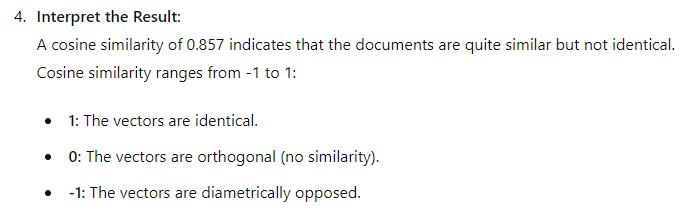 4. Interpret the Result:
A cosine similarity of 0.857 indicates that the documents are quite similar but not identical.
Cosine similarity ranges from -1 to 1:
• 1: The vectors are identical.
• 0: The vectors are orthogonal (no similarity).
• -1: The vectors are diametrically opposed.